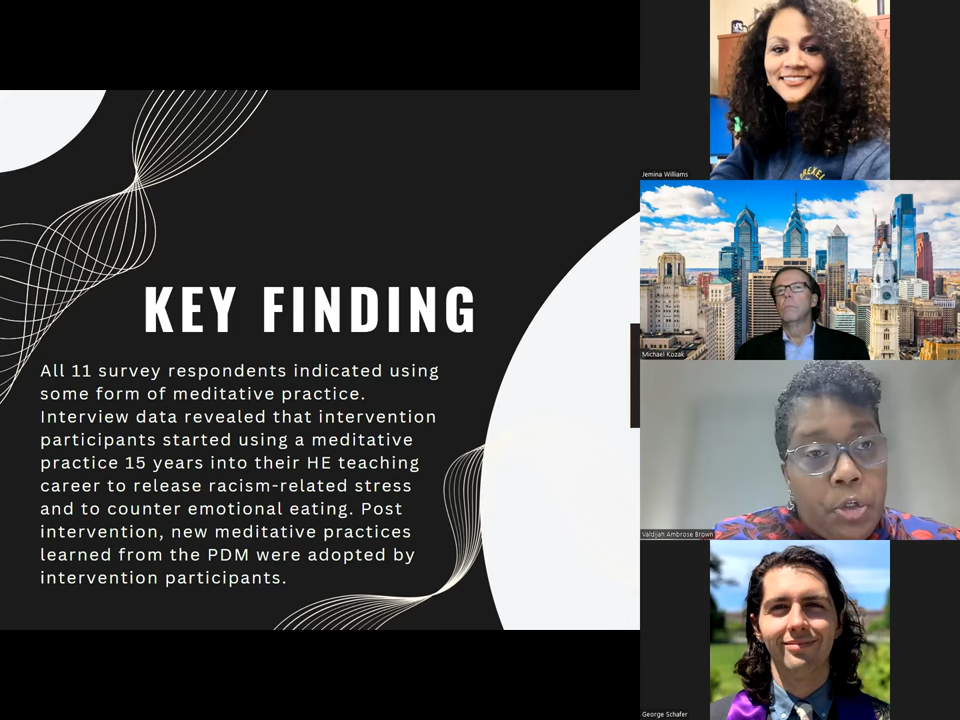 KEY FINDING
All 11 survey respondents indicated using
some form of meditative practice.
Interview data revealed that intervention
participants started using a meditative
practice 15 years into their HE teaching
career to release racism-related stress
and to counter emotional eating. Post
intervention, new meditative practices
learned from the PDM were adopted by
intervention participants.
Jemina Williams
DREXEL
Michael Kozak
Valdijah Ambrose Brown
George Schafer